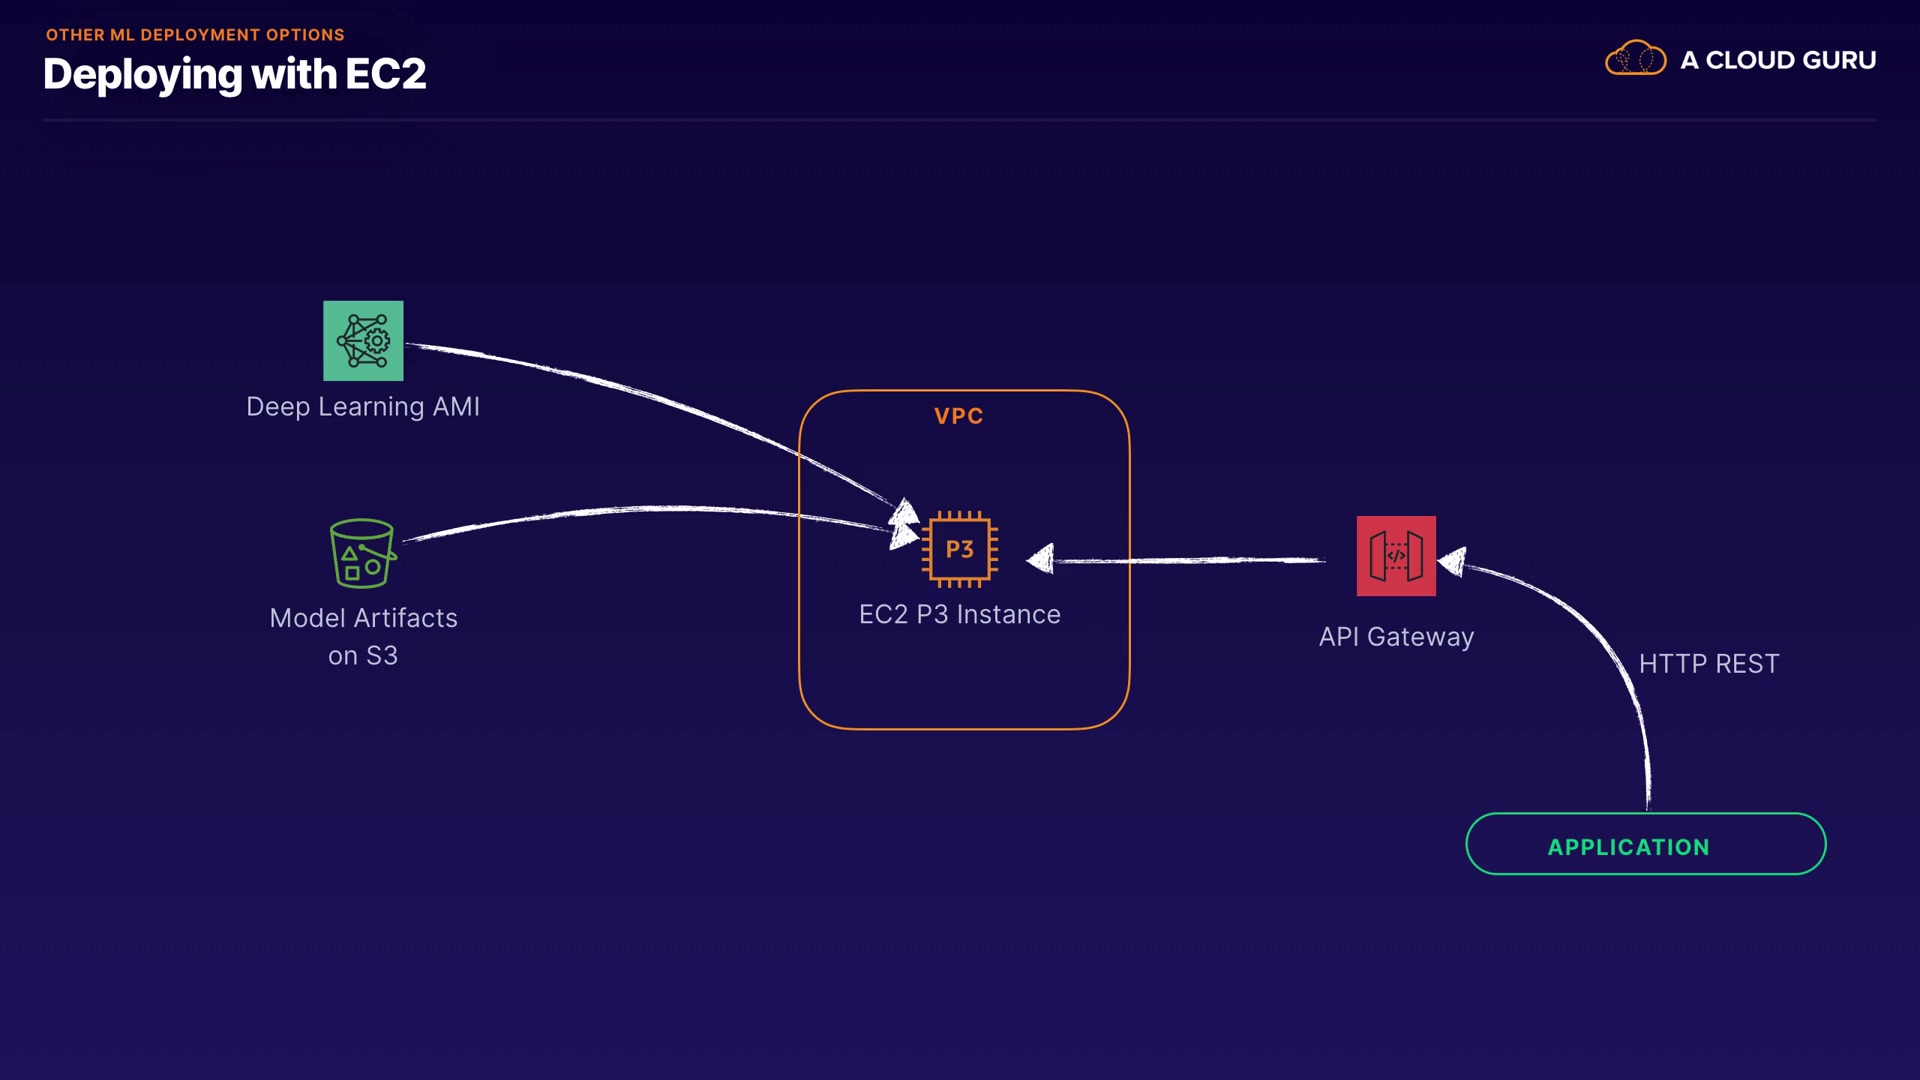 OTHER ML DEPLOYMENT OPTIONS
Deploying with EC2
A CLOUD GURU
Deep Learning AMI
VPC
P3
EC2 P3 Instance
Model Artifacts
on S3
</>
API Gateway
HTTP REST
APPLICATION